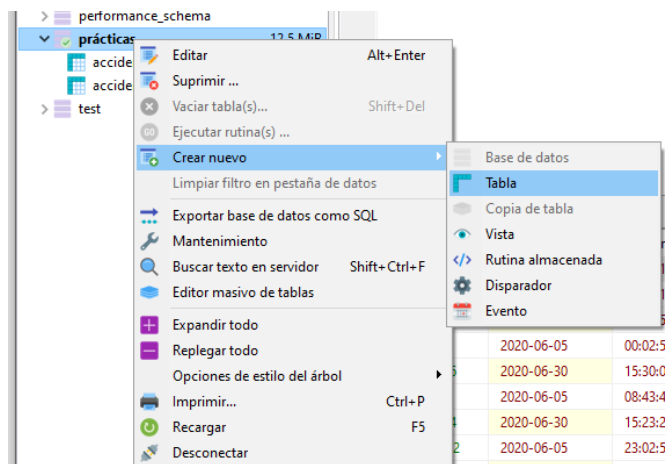 performance_schema
prácticas 12,5 MiB
accide
accide
test
Editar Alt+Enter
Suprimir ...
Vaciar tabla(s)... Shift+Del
Ejecutar rutina(s) ...
Crear nuevo
Limpiar filtro en pestaña de datos
Exportar base de datos como SQL
Mantenimiento
Buscar texto en servidor Shift+Ctrl+F
Editor masivo de tablas
Expandir todo
Replegar todo
Opciones de estilo del árbol
Imprimir... Ctrl+P
Recargar F5
Desconectar
Base de datos
Tabla
Copia de tabla
Vista
Rutina almacenada
Disparador
Evento
2020-06-05 00:02:5
2020-06-30 15:30:0
2020-06-05 08:43:4
2020-06-30 15:23:2
2 2020-06-05 23:02:5